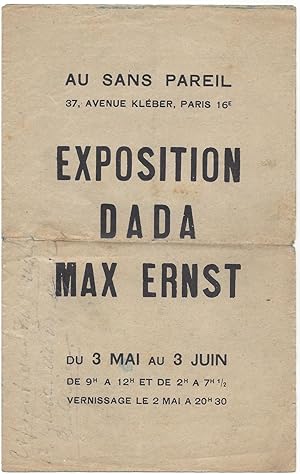 AU SANS PAREIL
37, AVENUE KLÉBER, PARIS 16E
EXPOSITION
DADA
MAX ERNST
DU 3 MAI AU 3 JUIN
DE 9H A 12H ET DE 2H A 7H 1/2
VERNISSAGE LE 2 MAI A 20H 30